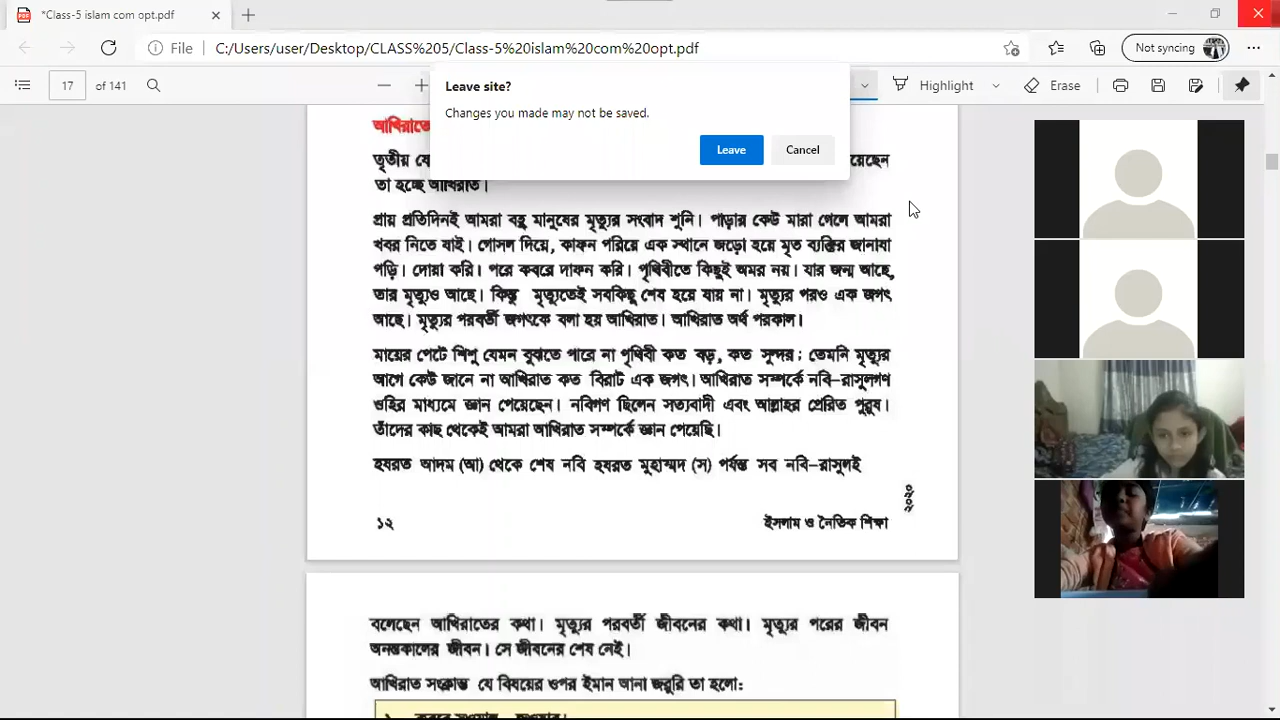 *Class-5 islam com opt.pdf
File C:/Users/user/Desktop/CLASS%205/Class-5%20islam%20com%20opt.pdf
Not syncing
17 of 141
Highlight
Erase
Leave site?
Changes you made may not be saved.
Leave
Cancel
আখিরাতে
তৃতীয় য়েছেন
তা হচ্ছে আখিরাত।
প্রায় প্রতিদিনই আমরা বহু মানুষের মৃত্যুর সংবাদ শুনি। পাড়ার কেউ মারা গেলে আমরা
খবর নিতে যাই। গোসল দিয়ে, কাফন পরিয়ে এক স্থানে জড়ো হয়ে মৃত ব্যক্তির জানাযা
পড়ি। দোয়া করি। পরে কবরে দাফন করি। পৃথিবীতে কিছুই অমর নয়। যার জন্ম আছে,
তার মৃত্যুও আছে। কিন্তু মৃত্যুতেই সবকিছু শেষ হয়ে যায় না। মৃত্যুর পরও এক জগৎ
আছে। মৃত্যুর পরবর্তী জগৎকে বলা হয় আখিরাত। আখিরাত অর্থ পরকাল।
মায়ের পেটে শিশু যেমন বুঝতে পারে না পৃথিবী কত বড়, কত সুন্দর; তেমনি মৃত্যুর
আগে কেউ জানে না আখিরাত কত বিরাট এক জগৎ। আখিরাত সম্পর্কে নবি-রাসুলগণ
ওহির মাধ্যমে জ্ঞান পেয়েছেন। নবিগণ ছিলেন সত্যবাদী এবং আল্লাহর প্রেরিত পুরুষ।
তাঁদের কাছ থেকেই আমরা আখিরাত সম্পর্কে জ্ঞান পেয়েছি।
হযরত আদম (আ) থেকে শেষ নবি হযরত মুহাম্মদ (স) পর্যন্ত সব নবি-রাসুলই
১২ ইসলাম ও নৈতিক শিক্ষা
বলেছেন আখিরাতের কথা। মৃত্যুর পরবর্তী জীবনের কথা। মৃত্যুর পরের জীবন
অনন্তকালের জীবন। সে জীবনের শেষ নেই।
আখিরাত সংক্রান্ত যে বিষয়ের ওপর ইমান আনা জরুরি তা হলো: